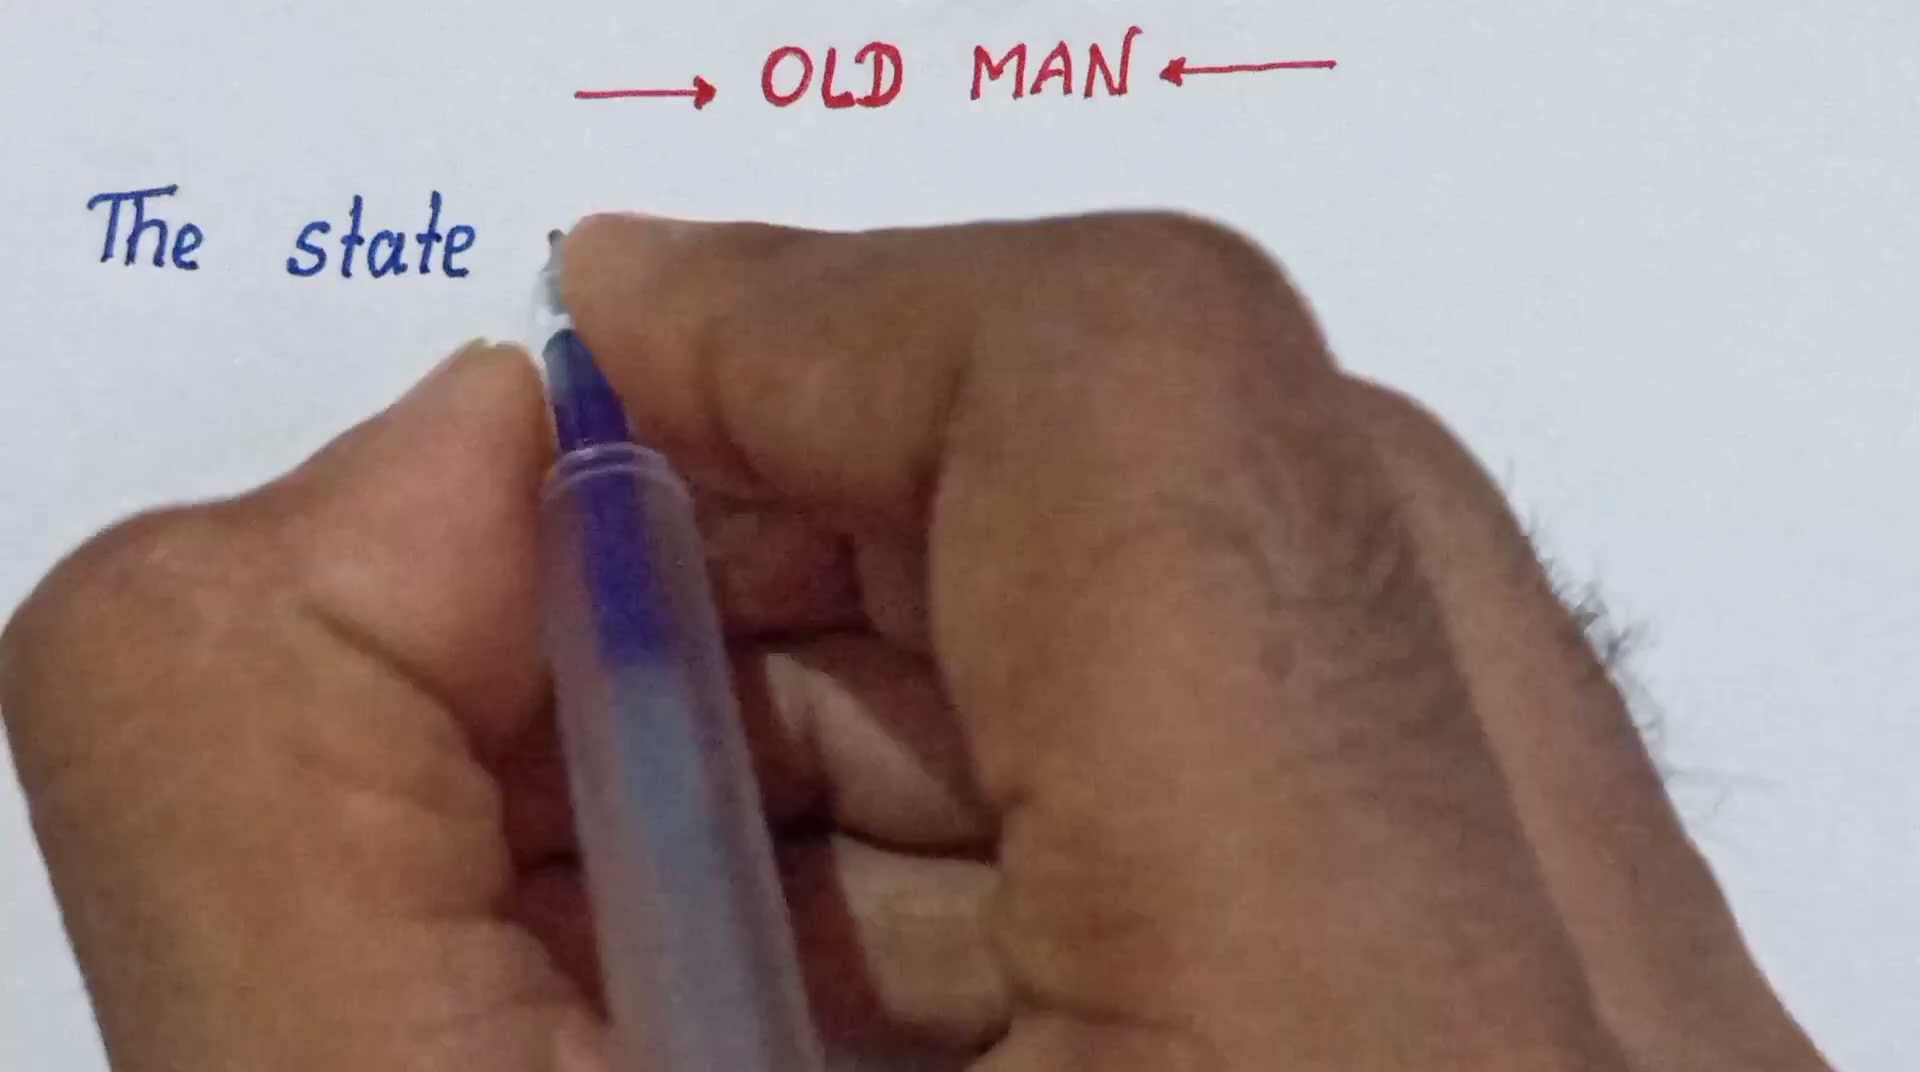 → OLD MAN ←
The state